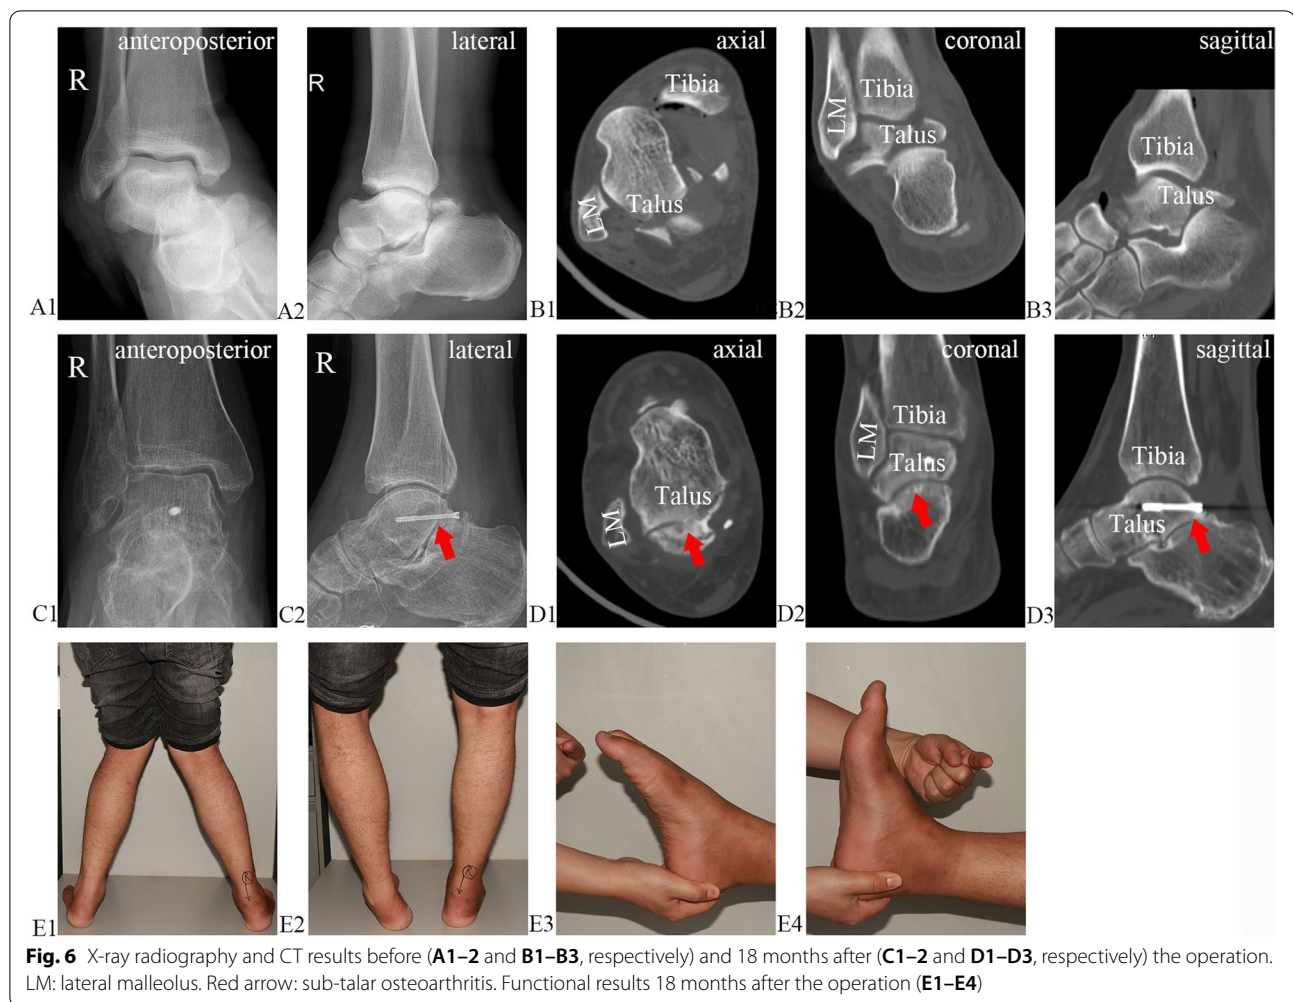 anteroposterior
R
A1
lateral
R
A2
axial
Tibia
Talus
LM
B1
coronal
LM
Tibia
Talus
B2
sagittal
Tibia
Talus
B3
anteroposterior
R
C1
lateral
R
C2
axial
Talus
LM
D1
coronal
Tibia
LM
Talus
D2
sagittal
Tibia
Talus
D3
E1
R
E2
R
E3
E4
Fig. 6 X-ray radiography and CT results before (A1–2 and B1–B3, respectively) and 18 months after (C1–2 and D1–D3, respectively) the operation.
LM: lateral malleolus. Red arrow: sub-talar osteoarthritis. Functional results 18 months after the operation (E1–E4)